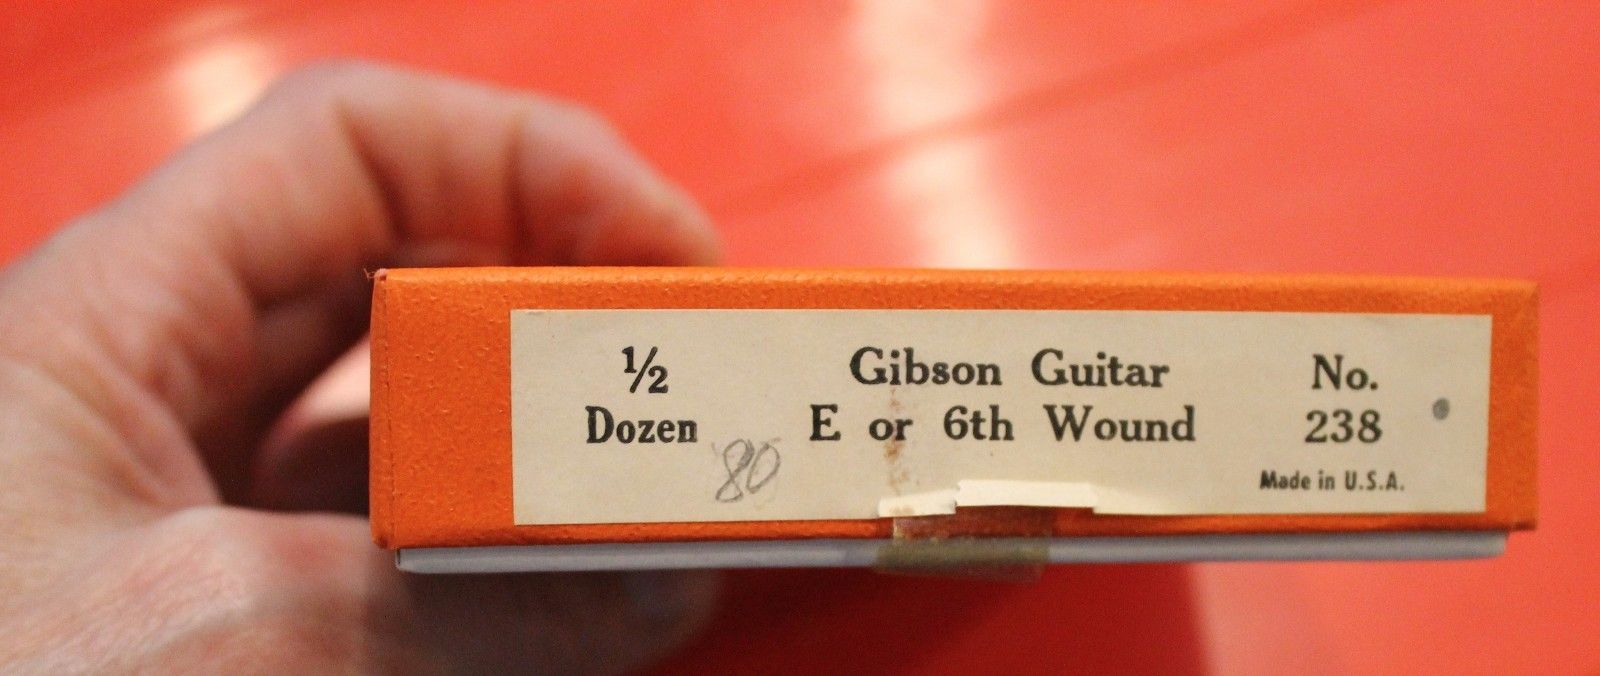 ½
Dozen
80
Gibson Guitar
E or 6th Wound
No.
238
Made in U.S.A.